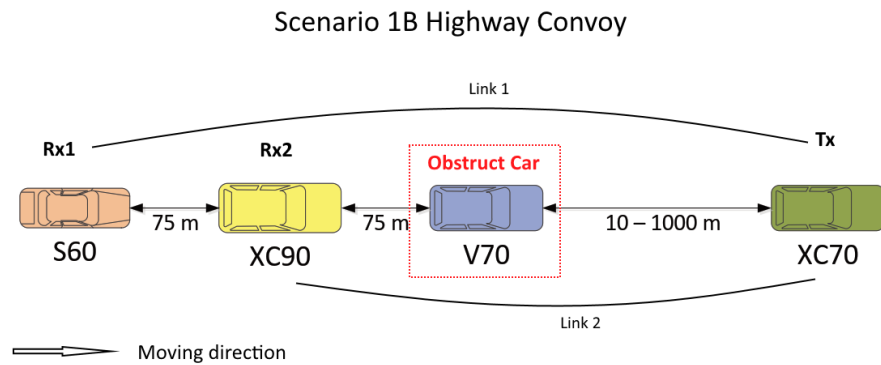 Scenario 1B Highway Convoy
Link 1
Rx1
Rx2
Tx
Obstruct Car
75 m
75 m
10 – 1000 m
S60
XC90
V70
XC70
Link 2
Moving direction